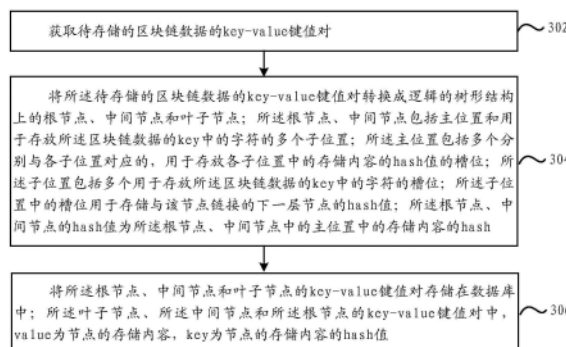 获取待存储的区块链数据的key-value键值对
302
将所述待存储的区块链数据的key-value键值对转换成逻辑的树形结构
上的根节点、中间节点和叶子节点；所述根节点、中间节点包括主位置和用
于存放所述区块链数据的key中的字符的多个子位置；所述主位置包括多个分
别与各子位置对应的、用于存放各子位置中的存储内容的hash值的槽位；所
述子位置包括多个用于存放所述区块链数据的key中的字符的槽位；所述子位
置中的槽位用于存储与该节点链接的下一层节点的hash值；所述根节点、中
间节点的hash值为所述根节点、中间节点中的主位置中的存储内容的hash
304
将所述根节点、中间节点和叶子节点的key-value键值对存储在数据库
中；所述叶子节点、所述中间节点和所述根节点的key-value键值对中，
value为节点的存储内容，key为节点的存储内容的hash值
306